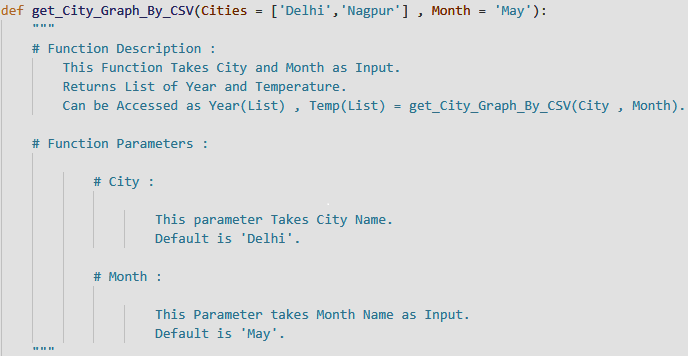 def get_City_Graph_By_CSV(Cities = ['Delhi','Nagpur'] , Month = 'May'):
"""
# Function Description :
This Function Takes City and Month as Input.
Returns List of Year and Temperature.
Can be Accessed as Year(List) , Temp(List) = get_City_Graph_By_CSV(City , Month).
# Function Parameters :
# City :
This parameter Takes City Name.
Default is 'Delhi'.
# Month :
This Parameter takes Month Name as Input.
Default is 'May'.
"""